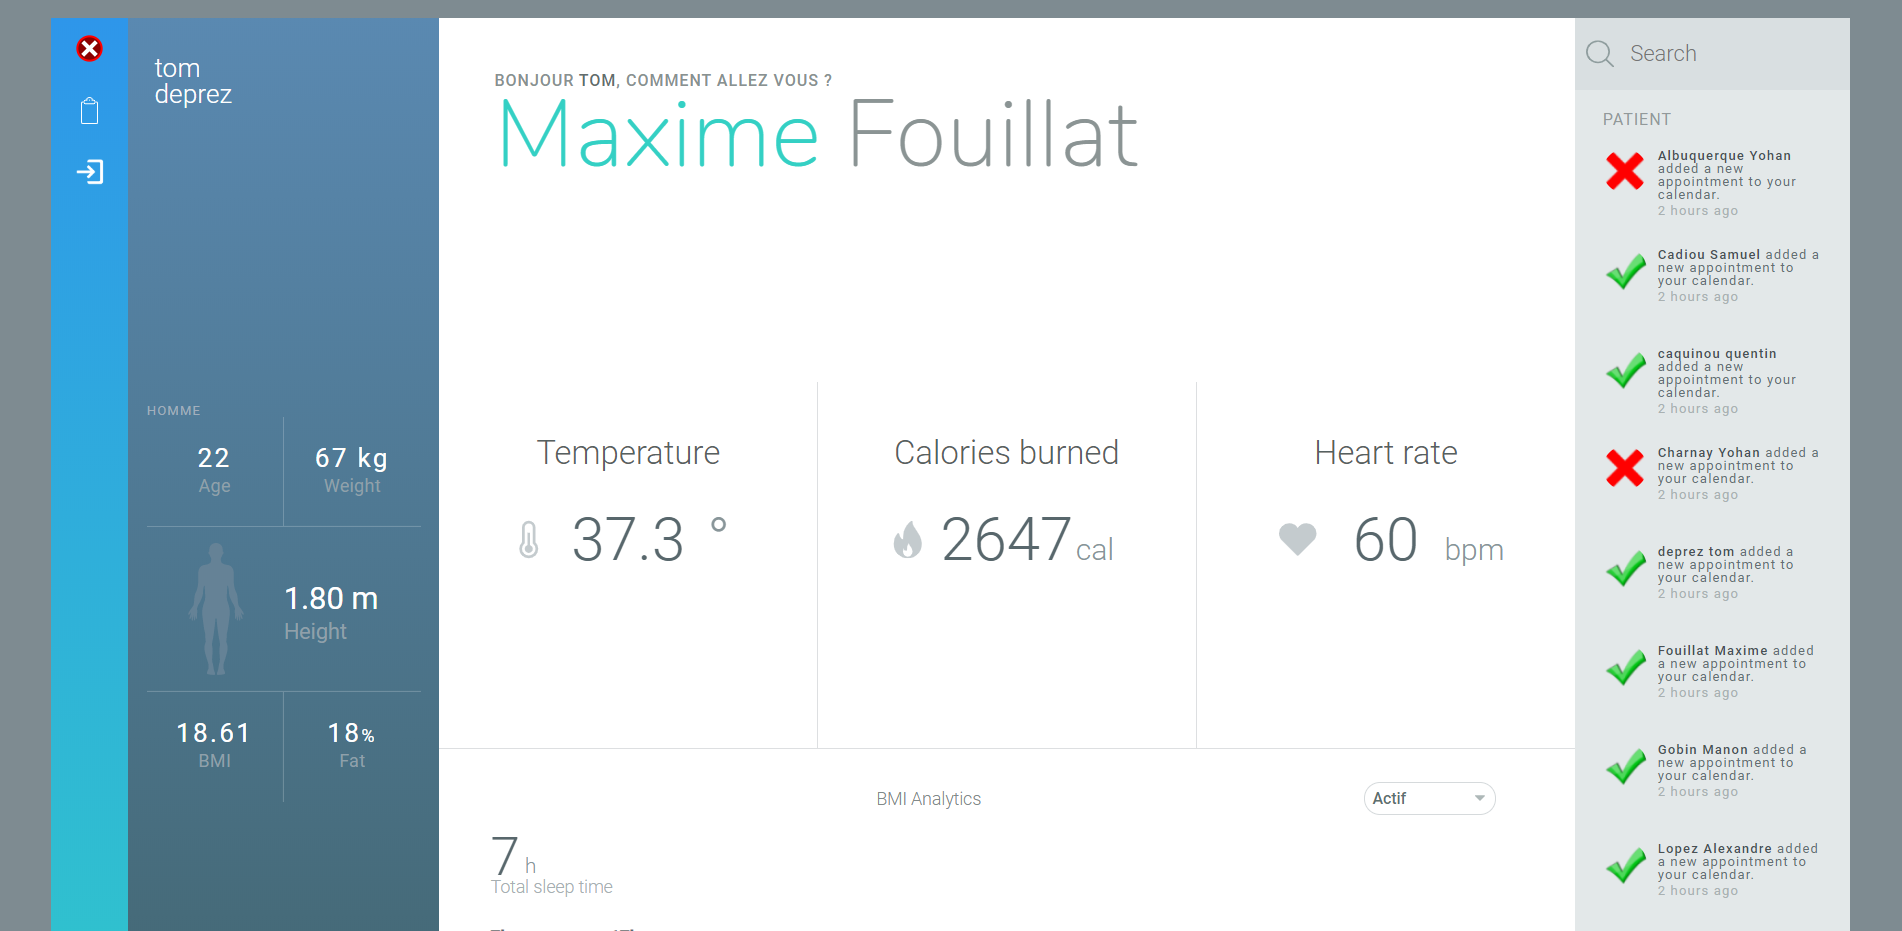 tom
deprez
HOMME
22
Age
67 kg
Weight
1.80 m
Height
18.61
BMI
18%
Fat
BONJOUR TOM, COMMENT ALLEZ VOUS ?
Maxime Fouillat
Temperature
37.3 °
Calories burned
2647 cal
Heart rate
60 bpm
BMI Analytics
Actif
7 h
Total sleep time
Search
PATIENT
Albuquerque Yohan
added a new
appointment to your
calendar.
2 hours ago
Cadiou Samuel added a
new appointment to
your calendar.
2 hours ago
caquinou quentin
added a new
appointment to your
calendar.
2 hours ago
Charnay Yohan added a
new appointment to
your calendar.
2 hours ago
deprez tom added a
new appointment to
your calendar.
2 hours ago
Fouillat Maxime added
a new appointment to
your calendar.
2 hours ago
Gobin Manon added a
new appointment to
your calendar.
2 hours ago
Lopez Alexandre added
a new appointment to
your calendar.
2 hours ago